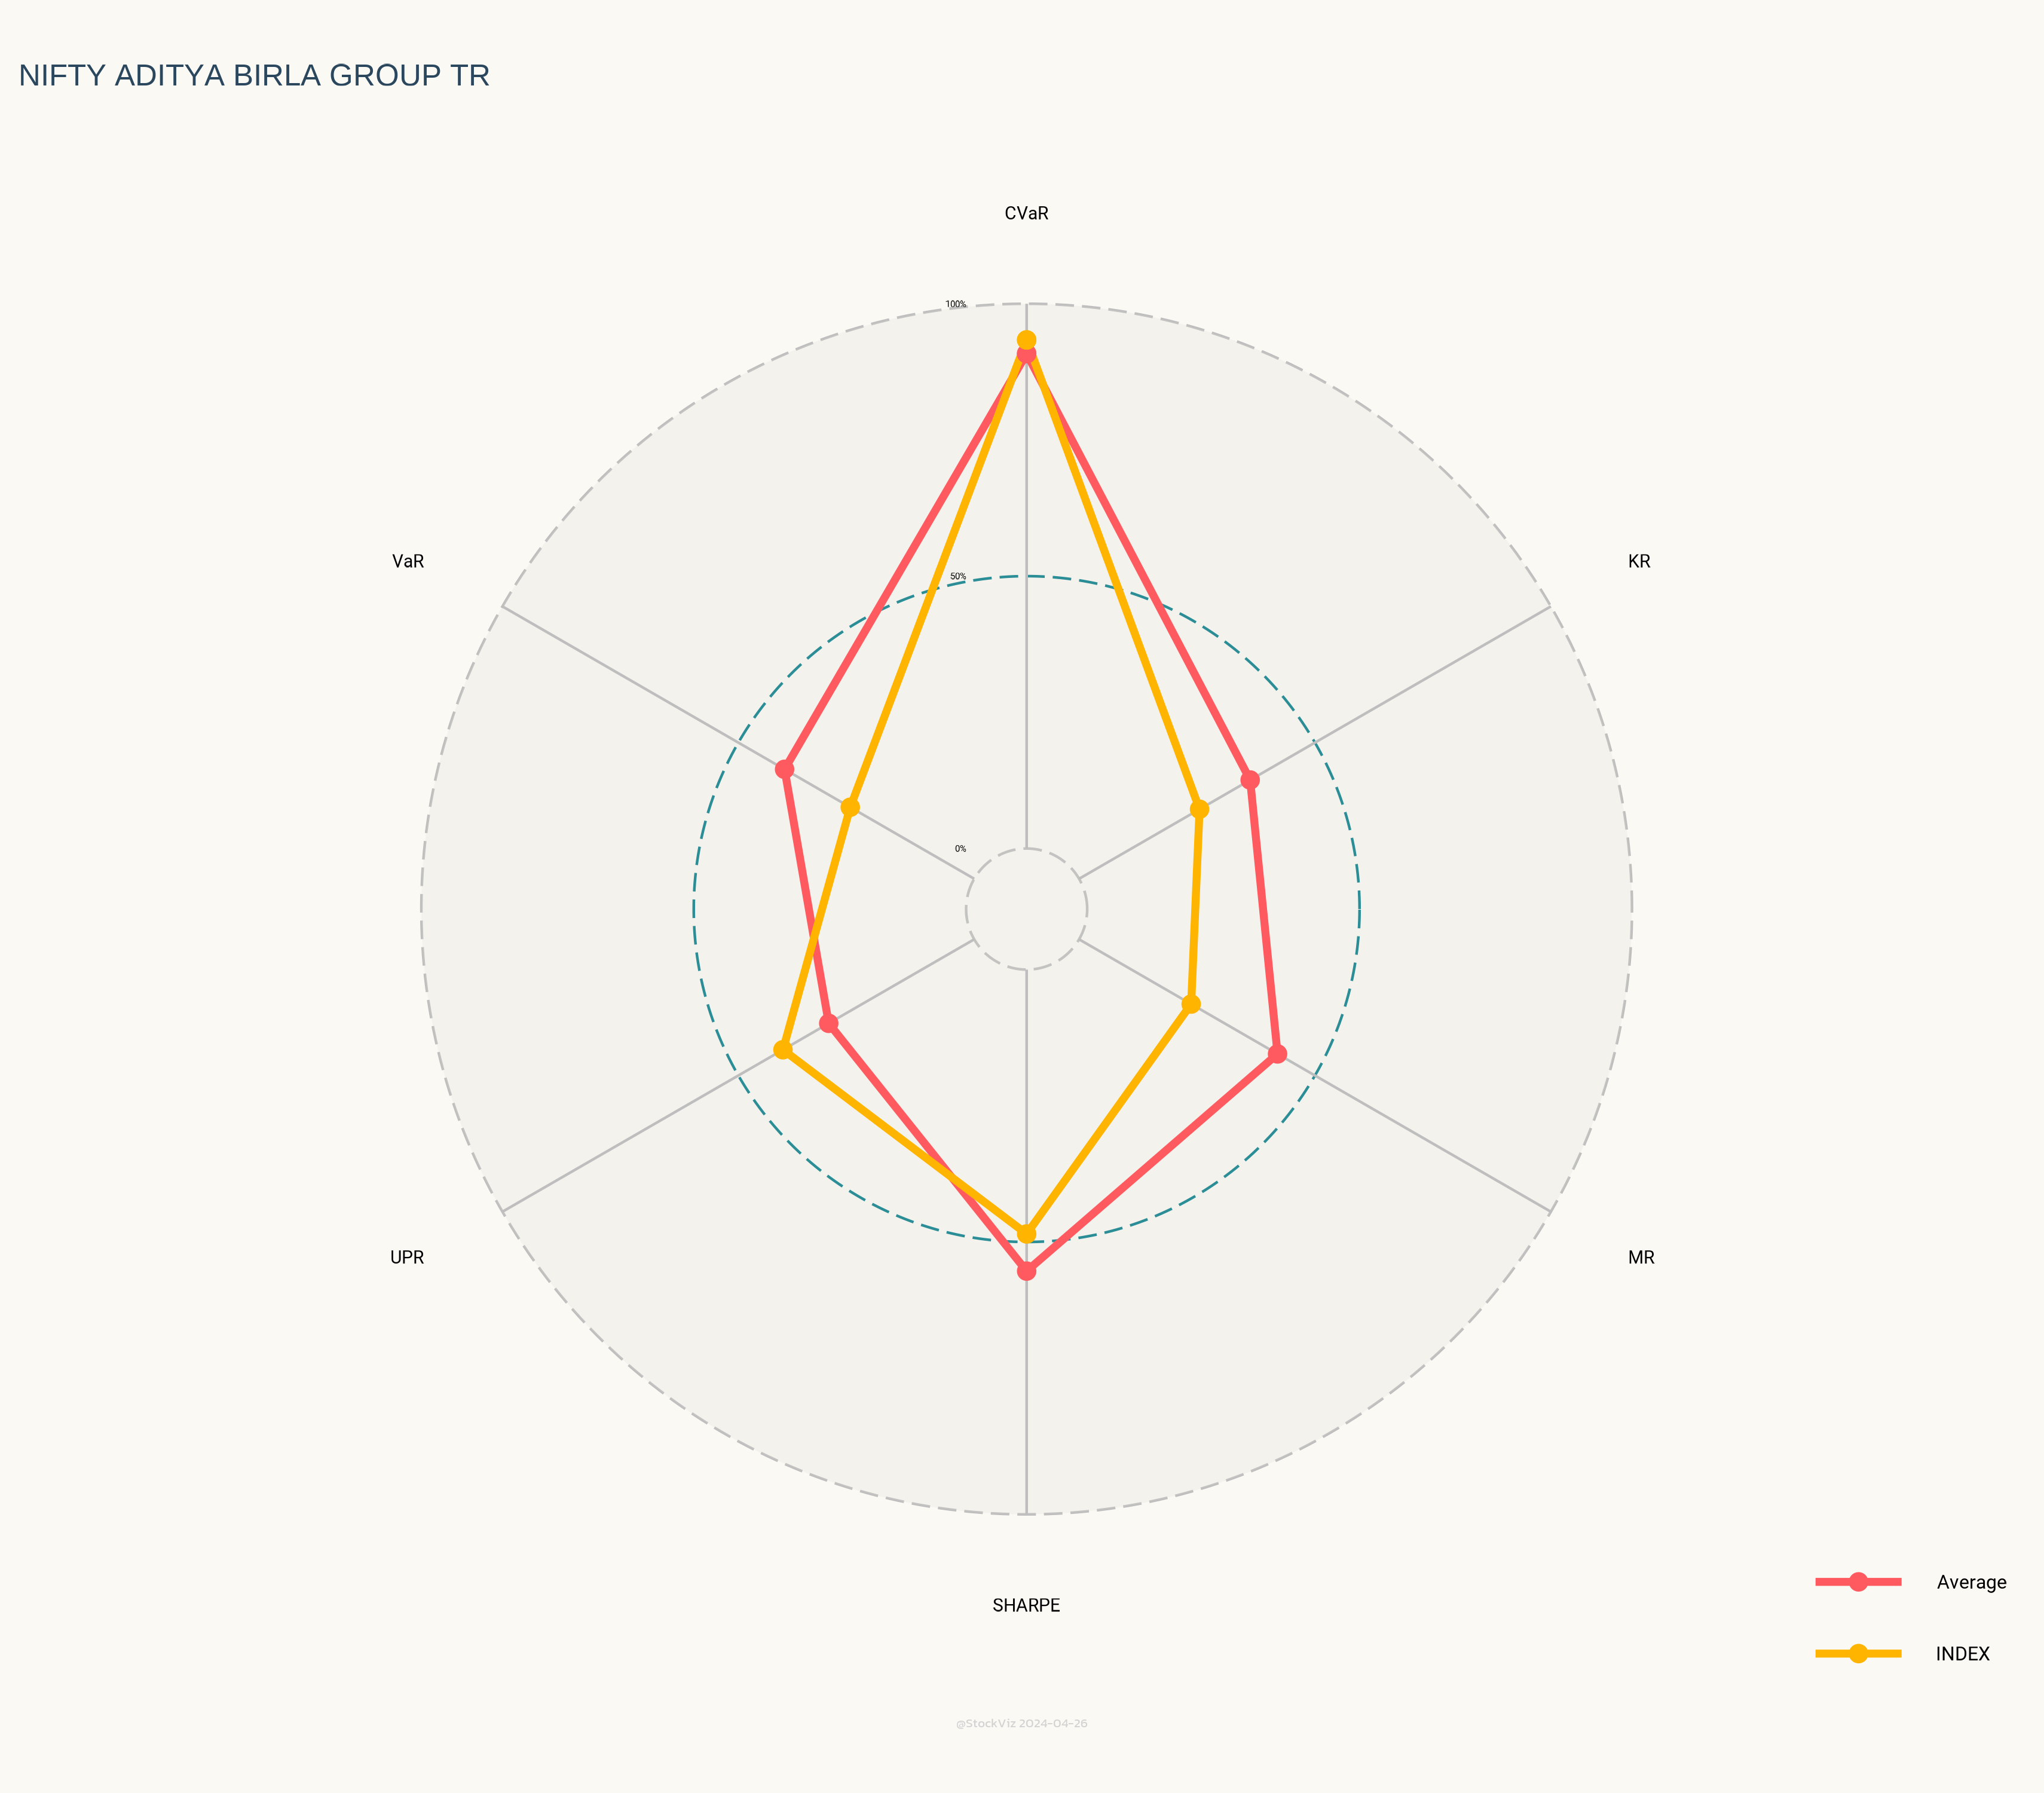 NIFTY ADITYA BIRLA GROUP TR
CVaR
100%
VaR
KR
50%
0%
UPR
MR
SHARPE
Average
INDEX
@StockViz 2024-04-26